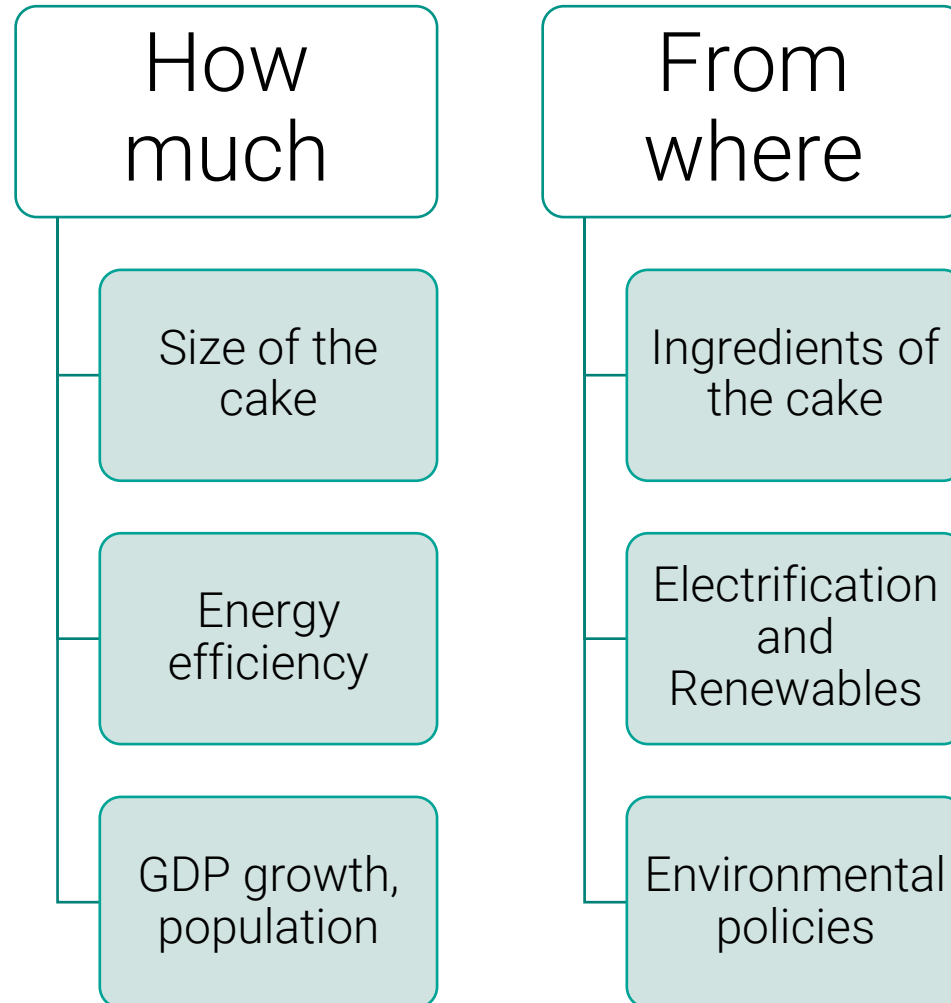 How
much
Size of the
cake
Energy
efficiency
GDP growth,
population
From
where
Ingredients of
the cake
Electrification
and
Renewables
Environmental
policies